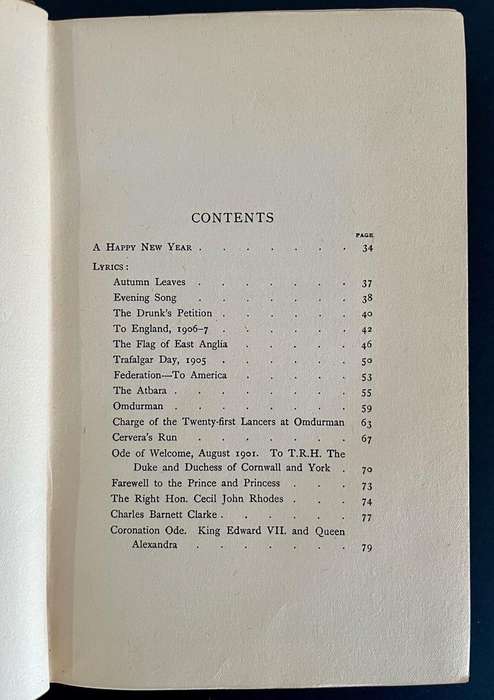 CONTENTS
PAGE
A HAPPY NEW YEAR . . . . . . . 34
LYRICS :
Autumn Leaves . . . . . . . 37
Evening Song . . . . . . . 38
The Drunk's Petition . . . . . . 40
To England, 1906–7 . . . . . . 42
The Flag of East Anglia . . . . . 46
Trafalgar Day, 1905 . . . . . . 50
Federation—To America . . . . . 53
The Atbara . . . . . . . . 55
Omdurman . . . . . . . 59
Charge of the Twenty-first Lancers at Omdurman 63
Cervera's Run . . . . . . . 67
Ode of Welcome, August 1901. To T.R.H. The
Duke and Duchess of Cornwall and York . 70
Farewell to the Prince and Princess . . . 73
The Right Hon. Cecil John Rhodes . . . 74
Charles Barnett Clarke . . . . . . 77
Coronation Ode. King Edward VII. and Queen
Alexandra . . . . . . . 79